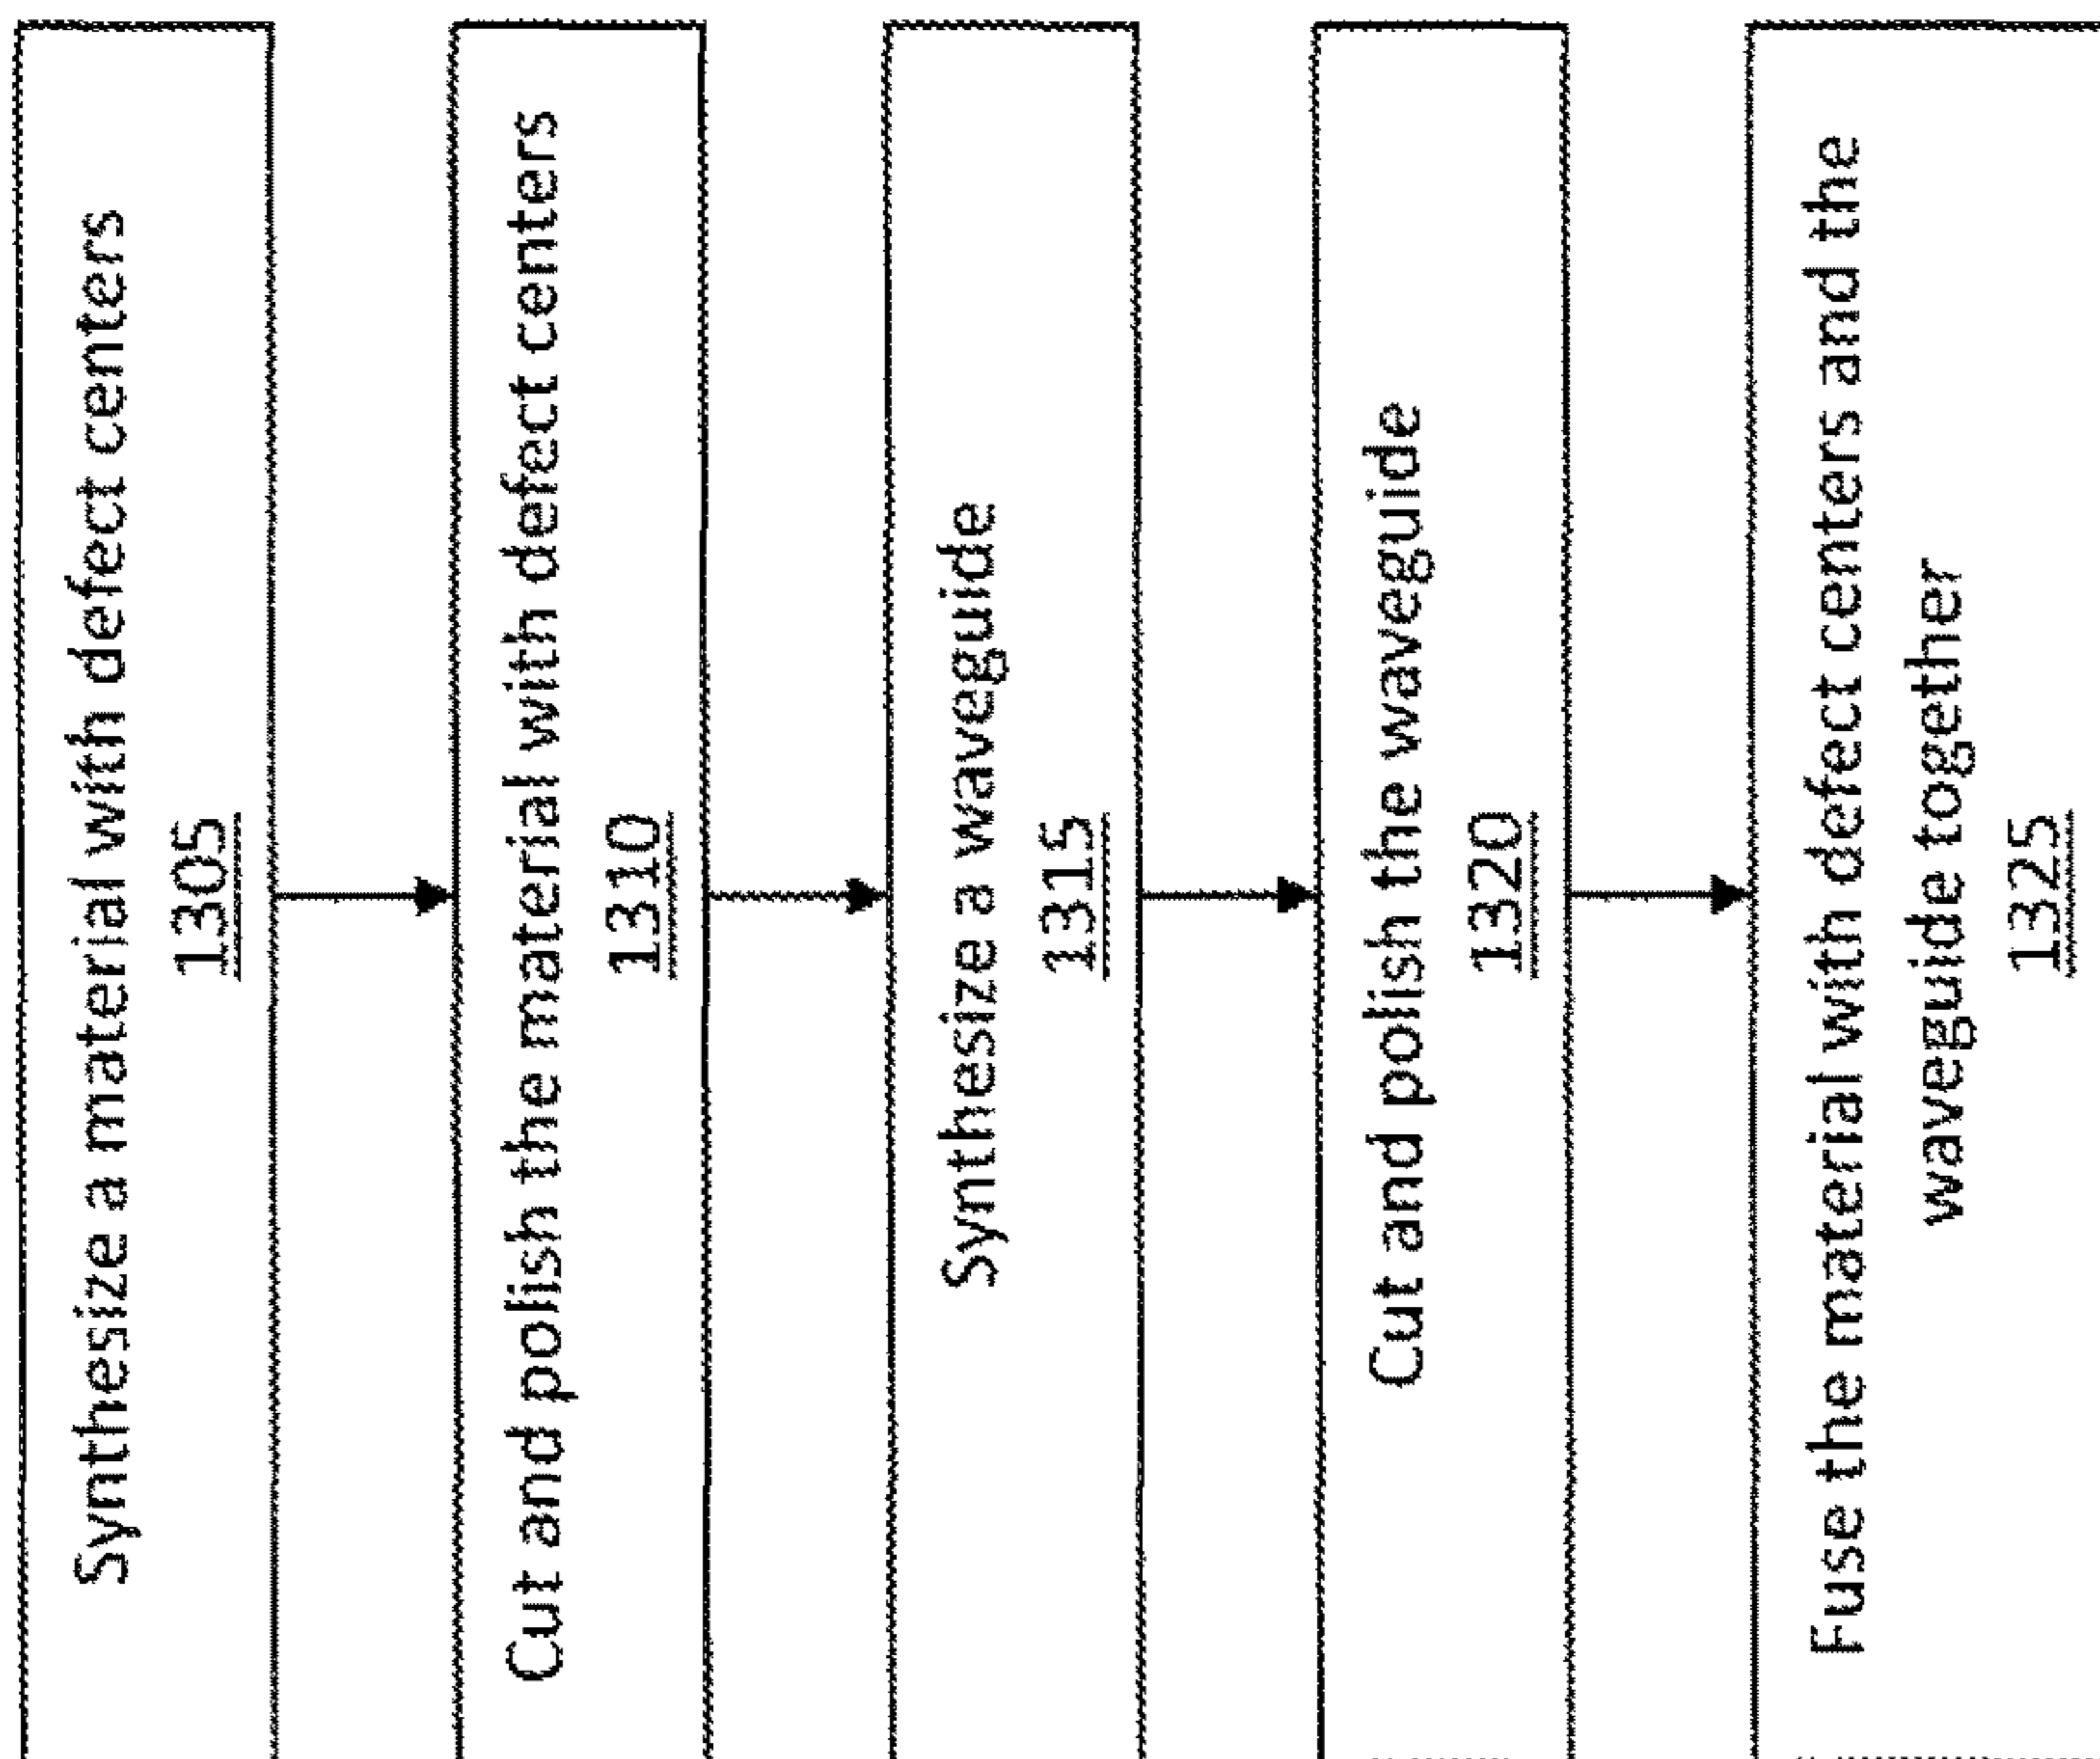 Synthesize a material with defect centers
1305
Cut and polish the material with defect centers
1310
Synthesize a waveguide
1315
Cut and polish the waveguide
1320
Fuse the material with defect centers and the
waveguide together
1325